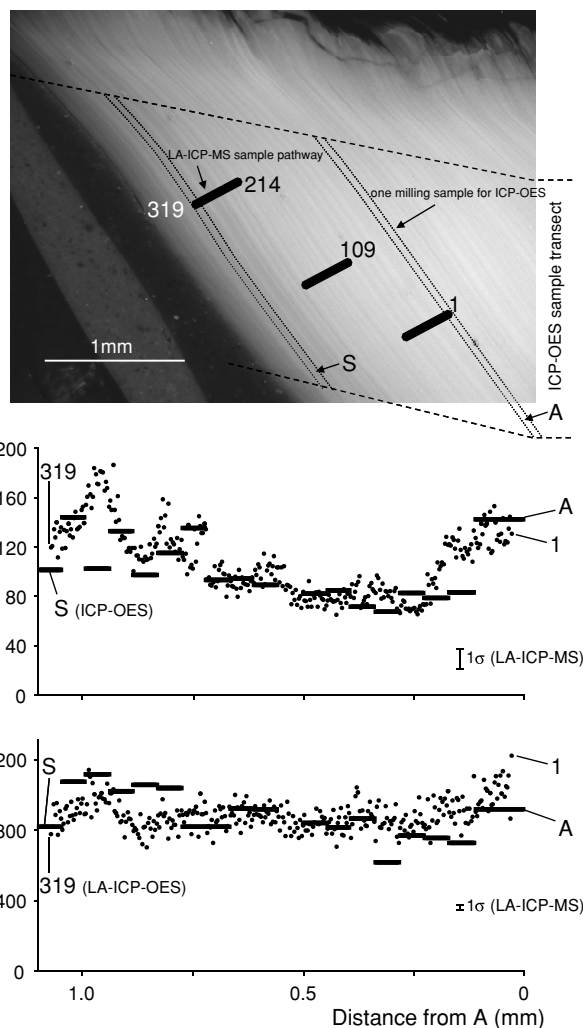 LA-ICP-MS sample pathway
214
319
one milling sample for ICP-OES
109
1
1mm
S
A
ICP-OES sample transect
200
319
160
A
120
1
80
S (ICP-OES)
40
1σ (LA-ICP-MS)
0
200
S
1
800
A
319 (LA-ICP-OES)
400
1σ (LA-ICP-MS)
0
1.0
0.5
0
Distance from A (mm)